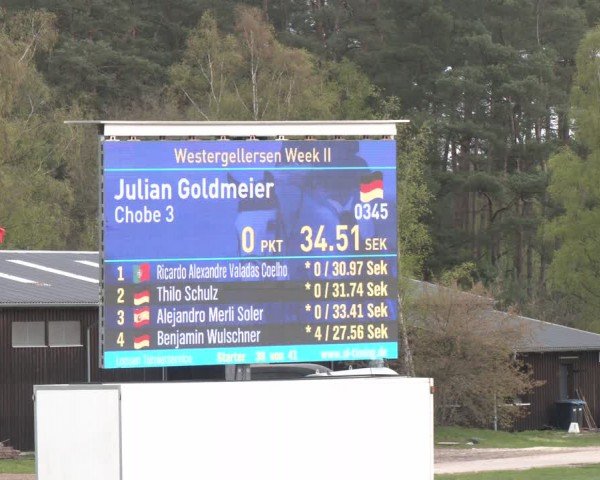 Westergellersen Week II
Julian Goldmeier
Chobe 3
0345
0 PKT 34.51 SEK
1 Ricardo Alexandre Valadas Coelho * 0 / 30.97 Sek
2 Thilo Schulz * 0 / 31.74 Sek
3 Alejandro Merli Soler * 0 / 33.41 Sek
4 Benjamin Wulschner * 4 / 27.56 Sek
Starter